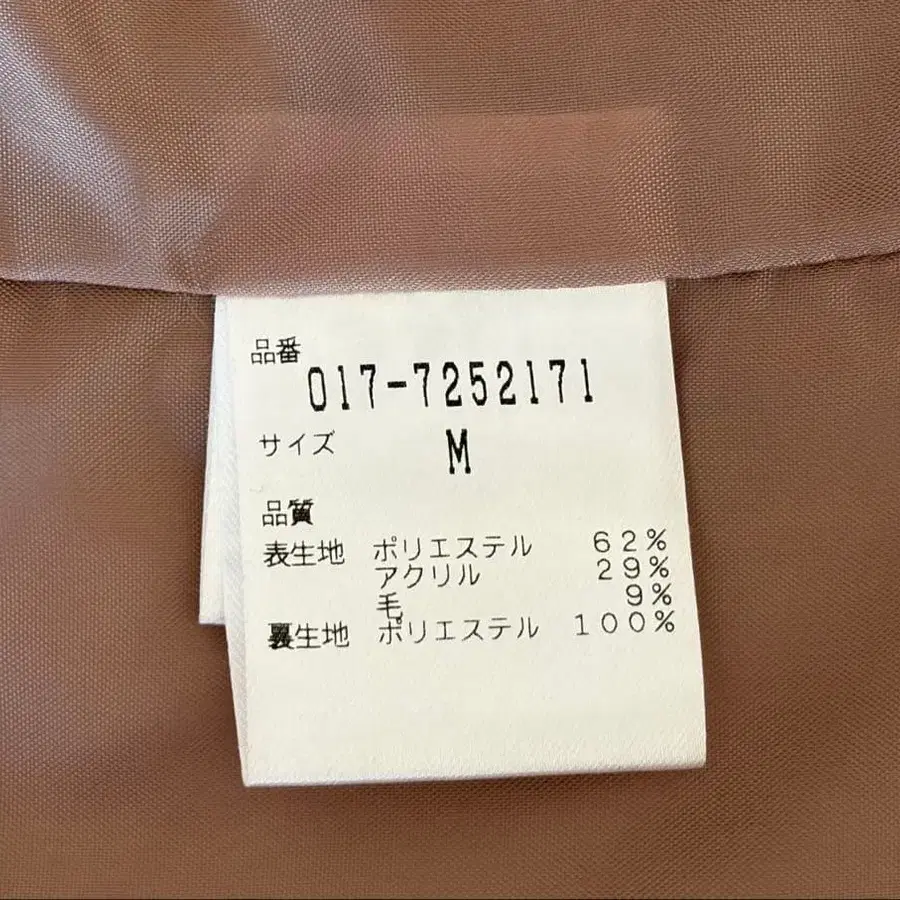 品番
017-7252171
サイズ M
品質
表生地 ポリエステル 62%
アクリル 29%
毛 9%
裏生地 ポリエステル 100%